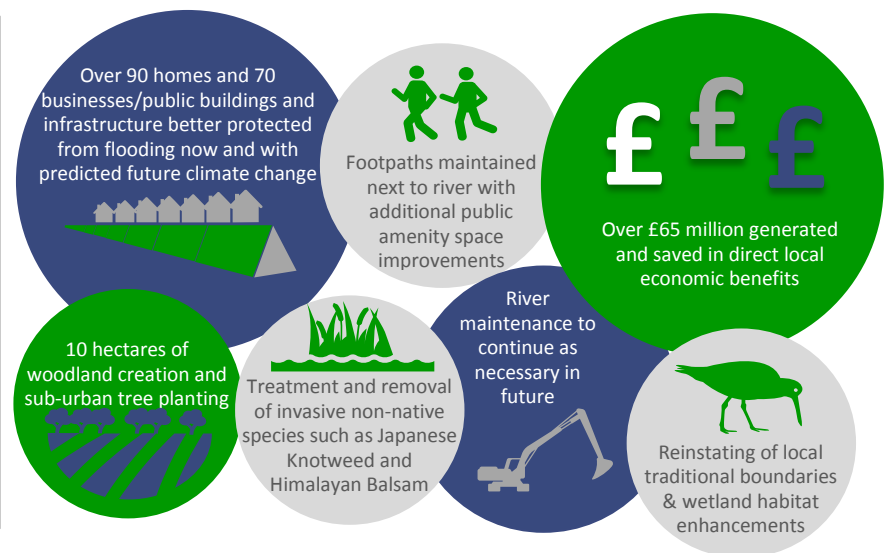 Over 90 homes and 70
businesses/public buildings and
infrastructure better protected
from flooding now and with
predicted future climate change
Footpaths maintained
next to river with
additional public
amenity space
improvements
£ £ £
Over £65 million generated
and saved in direct local
economic benefits
10 hectares of
woodland creation and
sub-urban tree planting
Treatment and removal
of invasive non-native
species such as Japanese
Knotweed and
Himalayan Balsam
River
maintenance to
continue as
necessary in
future
Reinstating of local
traditional boundaries
& wetland habitat
enhancements